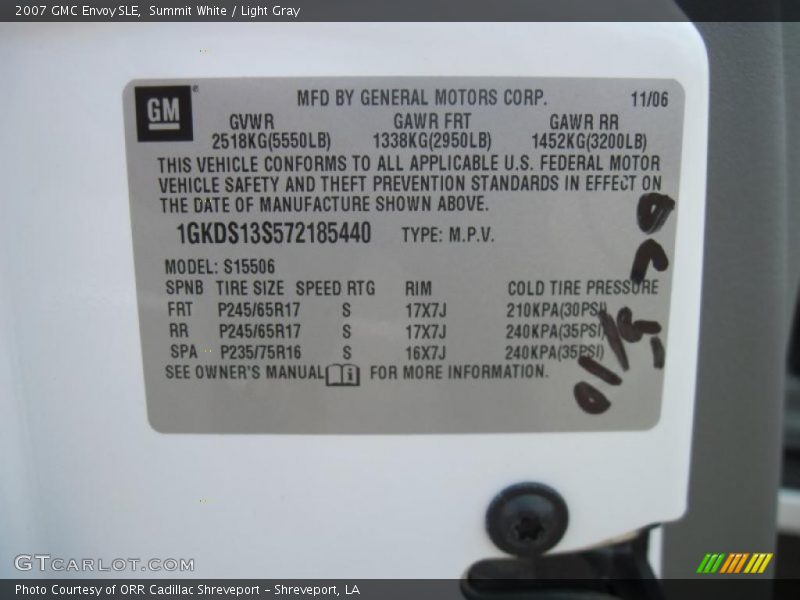 2007 GMC Envoy SLE, Summit White / Light Gray
GM
MFD BY GENERAL MOTORS CORP. 11/06
GVWR GAWR FRT GAWR RR
2518KG(5550LB) 1338KG(2950LB) 1452KG(3200LB)
THIS VEHICLE CONFORMS TO ALL APPLICABLE U.S. FEDERAL MOTOR
VEHICLE SAFETY AND THEFT PREVENTION STANDARDS IN EFFECT ON
THE DATE OF MANUFACTURE SHOWN ABOVE.
1GKDS13S572185440 TYPE: M.P.V.
MODEL: S15506
SPNB TIRE SIZE SPEED RTG RIM COLD TIRE PRESSURE
FRT P245/65R17 S 17X7J 210KPA(30PSI)
RR P245/65R17 S 17X7J 240KPA(35PSI)
SPA P235/75R16 S 16X7J 240KPA(35PSI)
SEE OWNER'S MANUAL FOR MORE INFORMATION.
GTCARLOT.COM
Photo Courtesy of ORR Cadillac Shreveport - Shreveport, LA